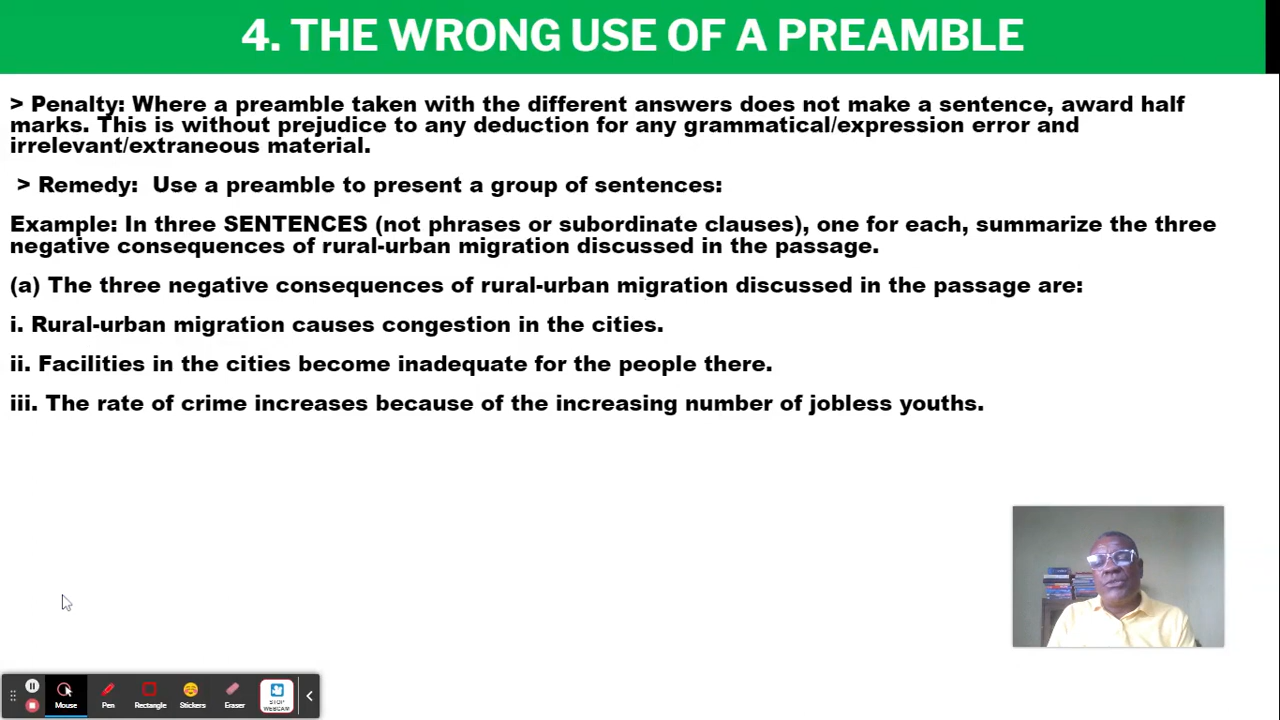 4. THE WRONG USE OF A PREAMBLE
> Penalty: Where a preamble taken with the different answers does not make a sentence, award half
marks. This is without prejudice to any deduction for any grammatical/expression error and
irrelevant/extraneous material.
> Remedy:  Use a preamble to present a group of sentences:
Example: In three SENTENCES (not phrases or subordinate clauses), one for each, summarize the three
negative consequences of rural-urban migration discussed in the passage.
(a) The three negative consequences of rural-urban migration discussed in the passage are:
i. Rural-urban migration causes congestion in the cities.
ii. Facilities in the cities become inadequate for the people there.
iii. The rate of crime increases because of the increasing number of jobless youths.
Mouse Pen Rectangle Stickers Eraser STOP
WEBCAM